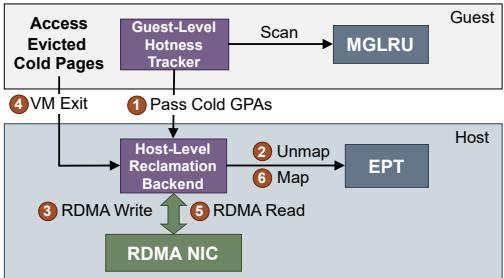 Guest
Access
Evicted
Cold Pages
Guest-Level
Hotness
Tracker
Scan
MGLRU
4 VM Exit
1 Pass Cold GPAs
Host
Host-Level
Reclamation
Backend
2 Unmap
6 Map
EPT
3 RDMA Write
5 RDMA Read
RDMA NIC